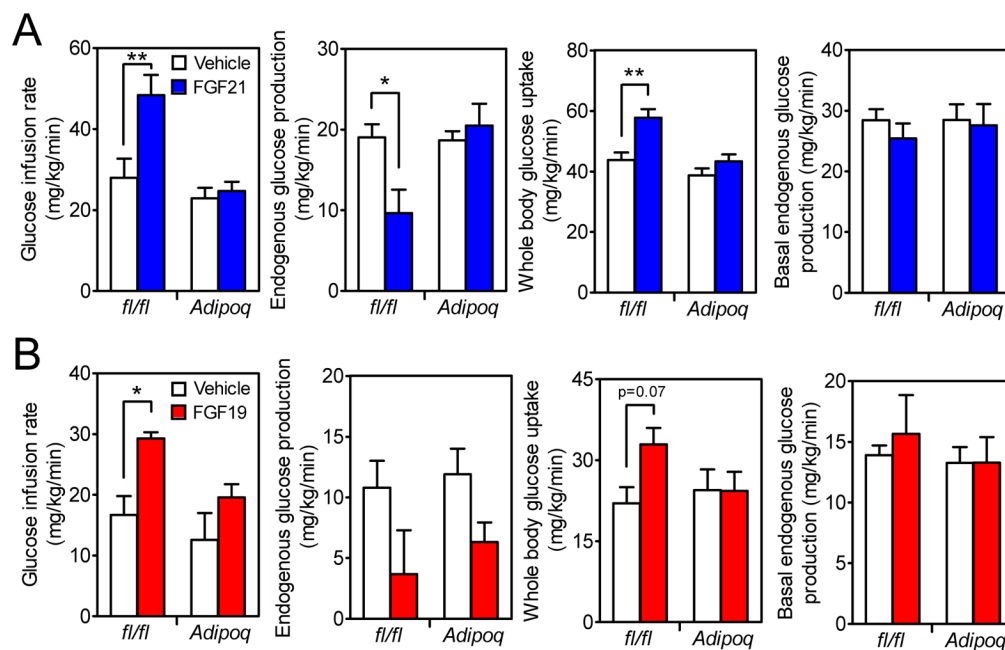 A
Glucose infusion rate
(mg/kg/min)
60
40
20
0
**
Vehicle
FGF21
fl/fl
Adipoq
Endogenous glucose production
(mg/kg/min)
30
20
10
0
*
fl/fl
Adipoq
Whole body glucose uptake
(mg/kg/min)
80
60
40
20
0
**
fl/fl
Adipoq
Basal endogenous glucose
production (mg/kg/min)
40
30
20
10
0
fl/fl
Adipoq
B
Glucose infusion rate
(mg/kg/min)
40
30
20
10
0
*
Vehicle
FGF19
fl/fl
Adipoq
Endogenous glucose production
(mg/kg/min)
15
10
5
0
fl/fl
Adipoq
Whole body glucose uptake
(mg/kg/min)
45
30
15
0
p=0.07
fl/fl
Adipoq
Basal endogenous glucose
production (mg/kg/min)
20
15
10
5
0
fl/fl
Adipoq